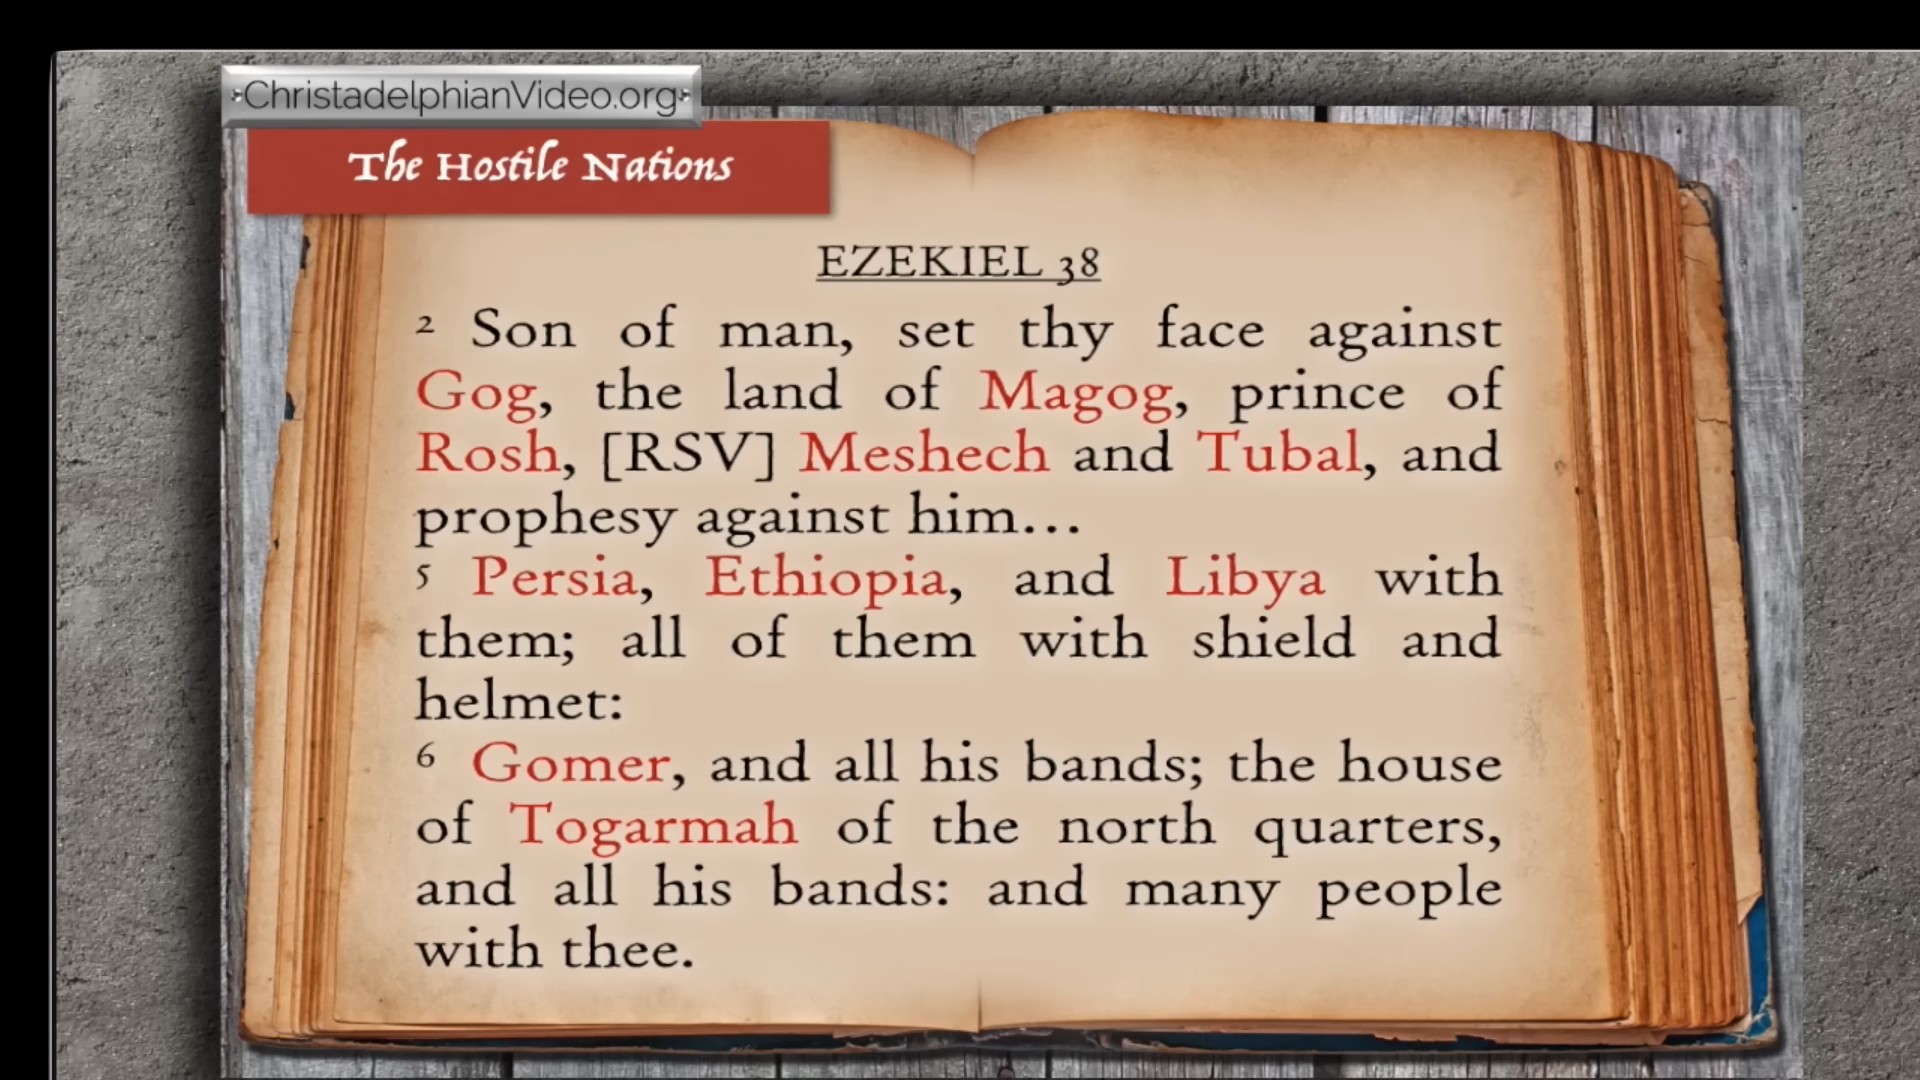 ChristadelphianVideo.org
The Hostile Nations
EZEKIEL 38
2 Son of man, set thy face against
Gog, the land of Magog, prince of
Rosh, [RSV] Meshech and Tubal, and
prophesy against him...
5 Persia, Ethiopia, and Libya with
them; all of them with shield and
helmet:
6 Gomer, and all his bands; the house
of Togarmah of the north quarters,
and all his bands: and many people
with thee.